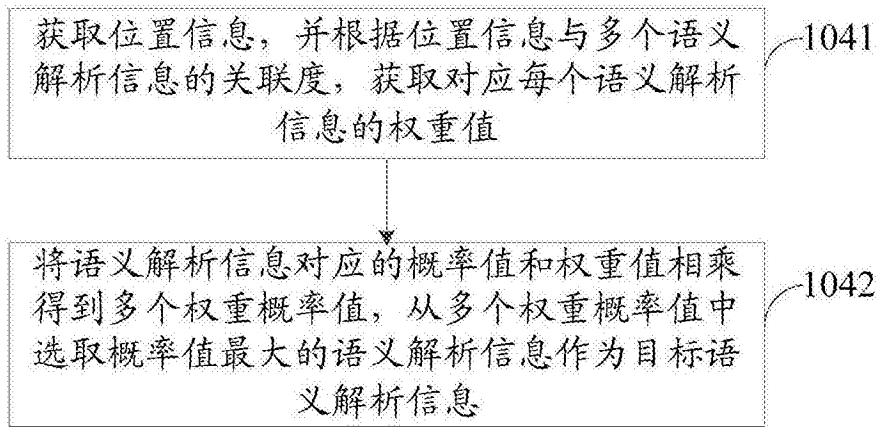 获取位置信息，并根据位置信息与多个语义
解析信息的关联度，获取对应每个语义解析
信息的权重值
1041
将语义解析信息对应的概率值和权重值相乘
得到多个权重概率值，从多个权重概率值中
选取概率值最大的语义解析信息作为目标语
义解析信息
1042